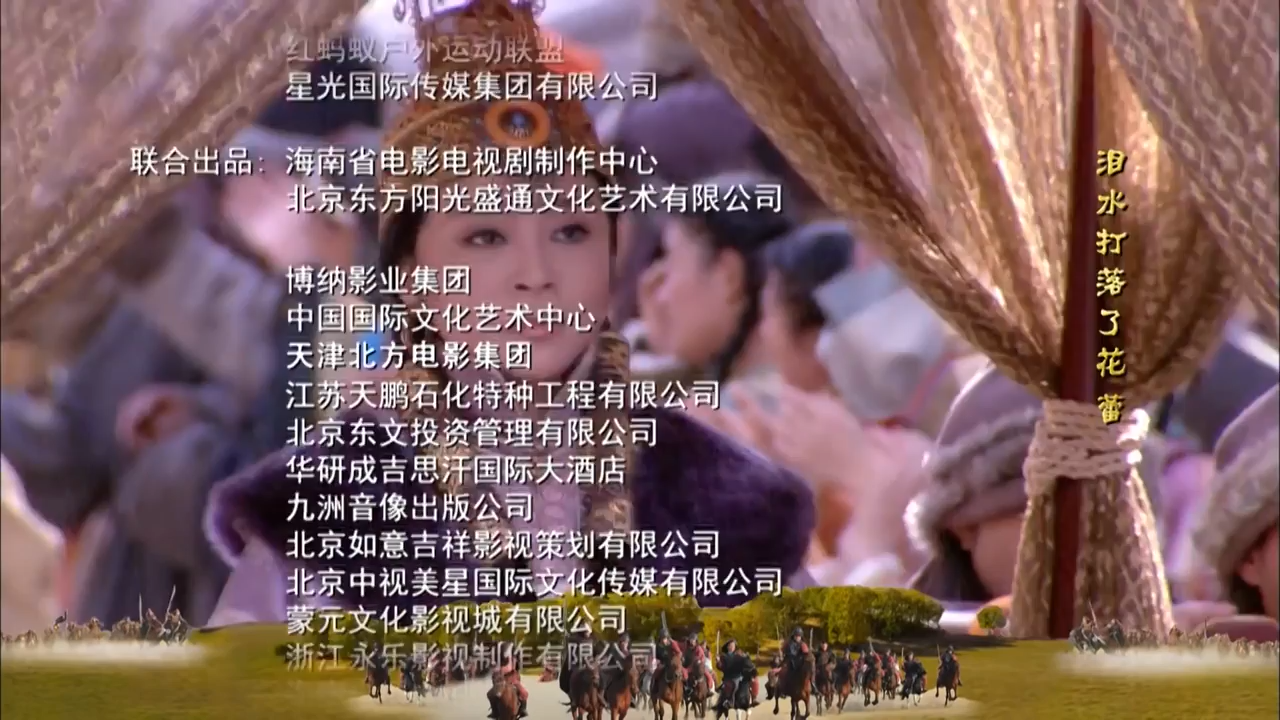 红蚂蚁户外运动联盟
星光国际传媒集团有限公司
联合出品：海南省电影电视剧制作中心
北京东方阳光盛通文化艺术有限公司
博纳影业集团
中国国际文化艺术中心
天津北方电影集团
江苏天鹏石化特种工程有限公司
北京东文投资管理有限公司
华研成吉思汗国际大酒店
九洲音像出版公司
北京如意吉祥影视策划有限公司
北京中视美星国际文化传媒有限公司
蒙元文化影视城有限公司
浙江永乐影视制作有限公司
泪水打落了花蕾